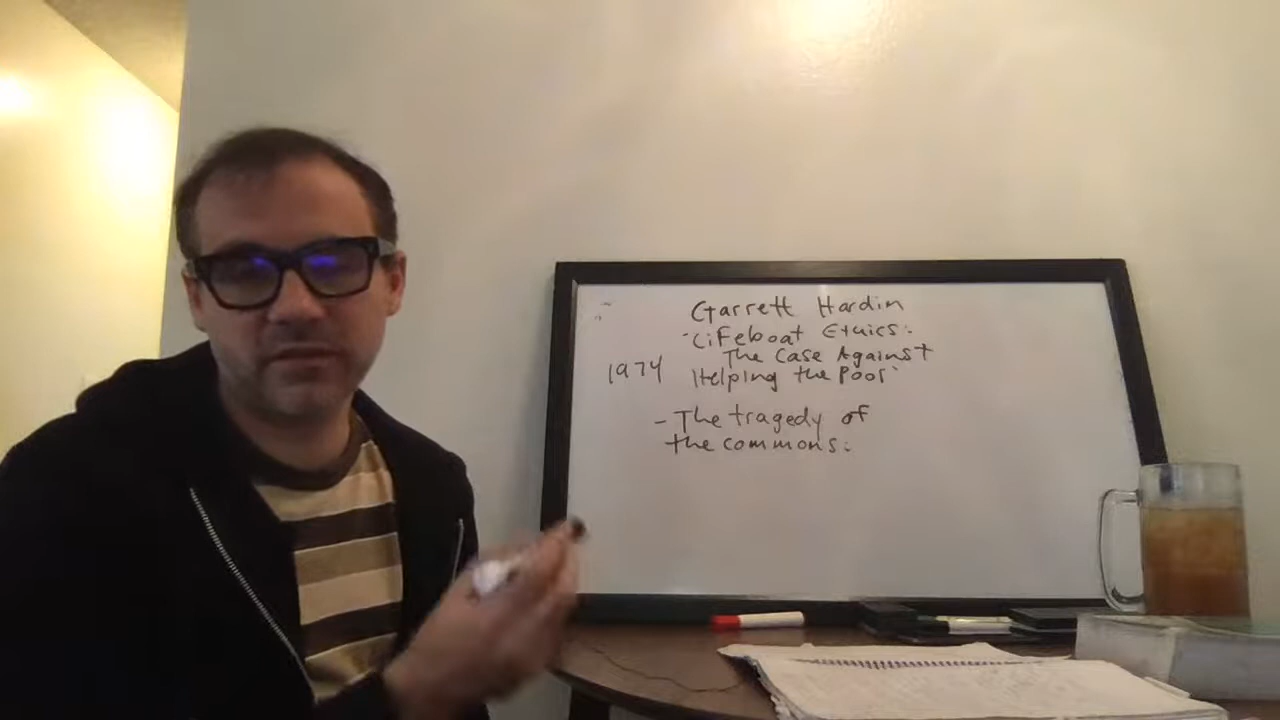 Garrett Hardin
"Lifeboat Ethics:
The Case Against
1974 Helping the Poor"
- The tragedy of
the commons: